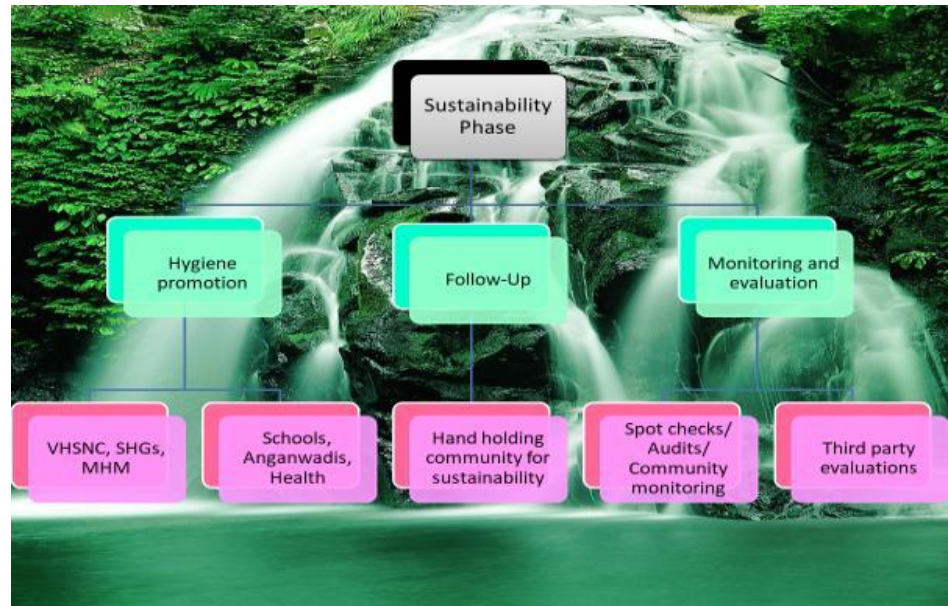 Sustainability
Phase
Hygiene
promotion
Follow-Up
Monitoring and
evaluation
VHSNC, SHGs,
MHM
Schools,
Anganwadis,
Health
Hand holding
community for
sustainability
Spot checks/
Audits/
Community
monitoring
Third party
evaluations